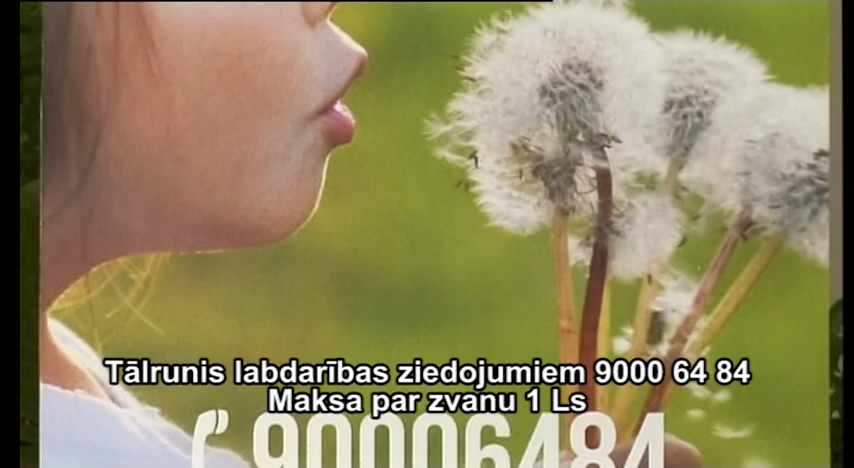 Tālrunis labdarības ziedojumiem 9000 64 84
Maksa par zvanu 1 Ls
90006484